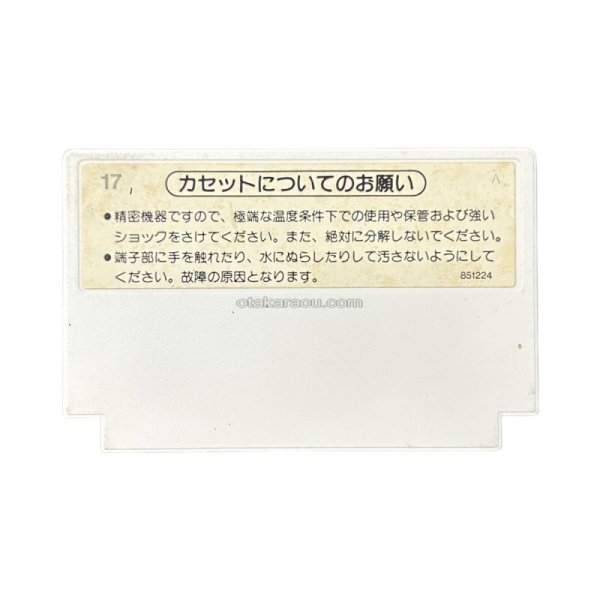 17,
カセットについてのお願い
A
●精密機器ですので、極端な温度条件下での使用や保管および強い
ショックをさけてください。また、絶対に分解しないでください。
●端子部に手を触れたり、水にぬらしたりして汚さないようにして
ください。故障の原因となります。
851224
otakaraou.com